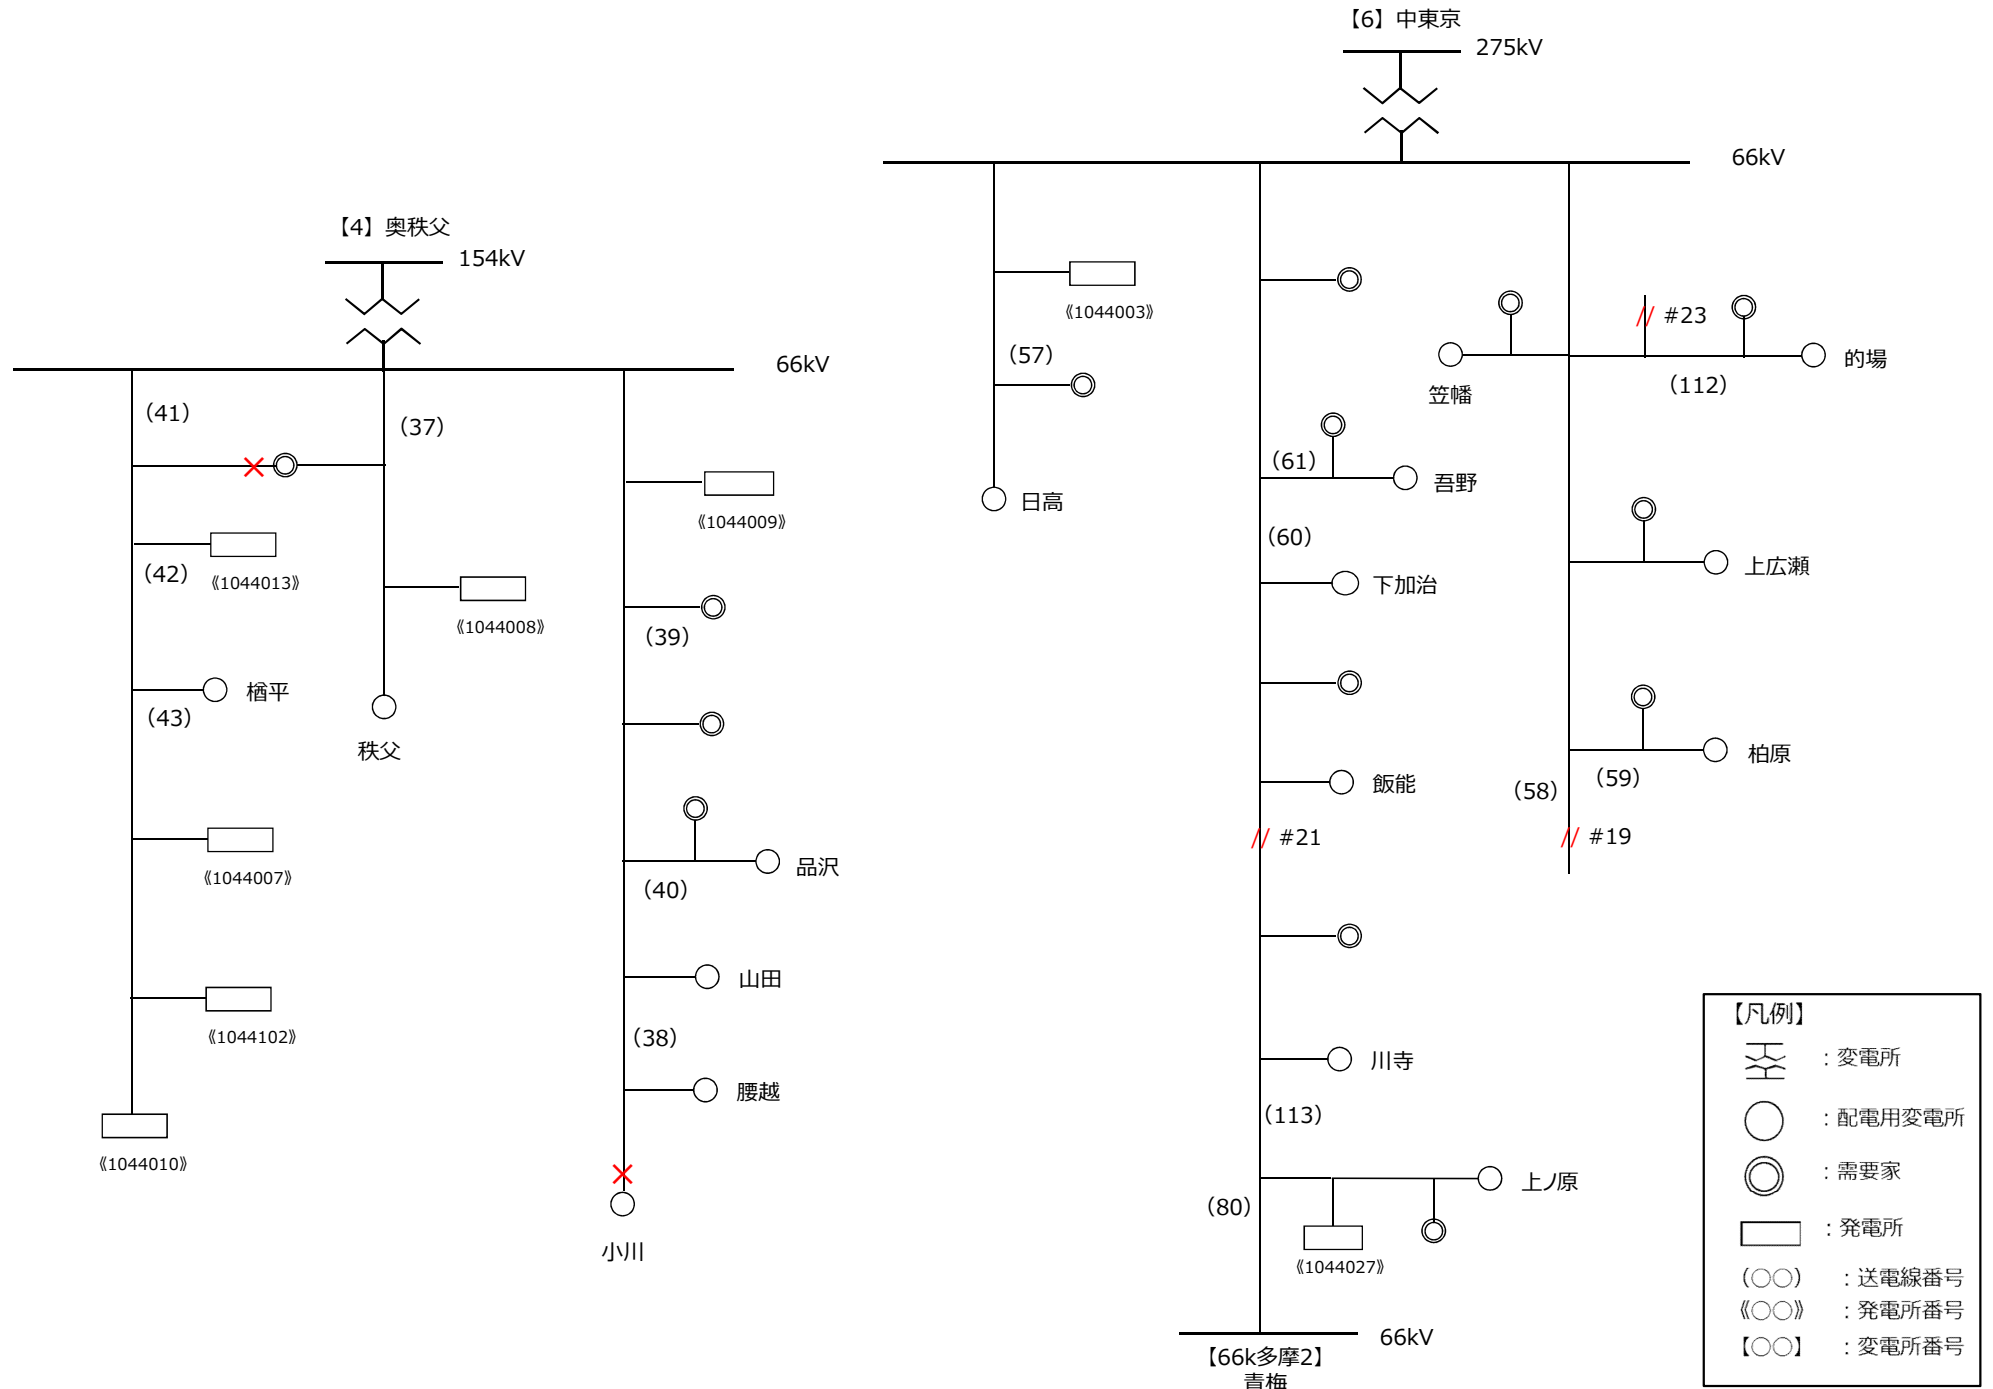 【4】奥秩父
154kV
66kV
（41）
（37）
（42）
《1044013》
《1044008》
（43）
楢平
秩父
《1044007》
《1044102》
《1044010》
《1044009》
（39）
（40）
品沢
山田
（38）
腰越
小川
【6】中東京
275kV
66kV
《1044003》
（57）
日高
（61）
吾野
（60）
下加治
飯能
#21
川寺
（113）
（80）
上ノ原
《1044027》
66kV
【66k多摩2】
青梅
#23
的場
（112）
笠幡
上広瀬
柏原
（59）
（58）
#19
【凡例】
：変電所
：配電用変電所
：需要家
：発電所
（○○）：送電線番号
《○○》：発電所番号
【○○】：変電所番号